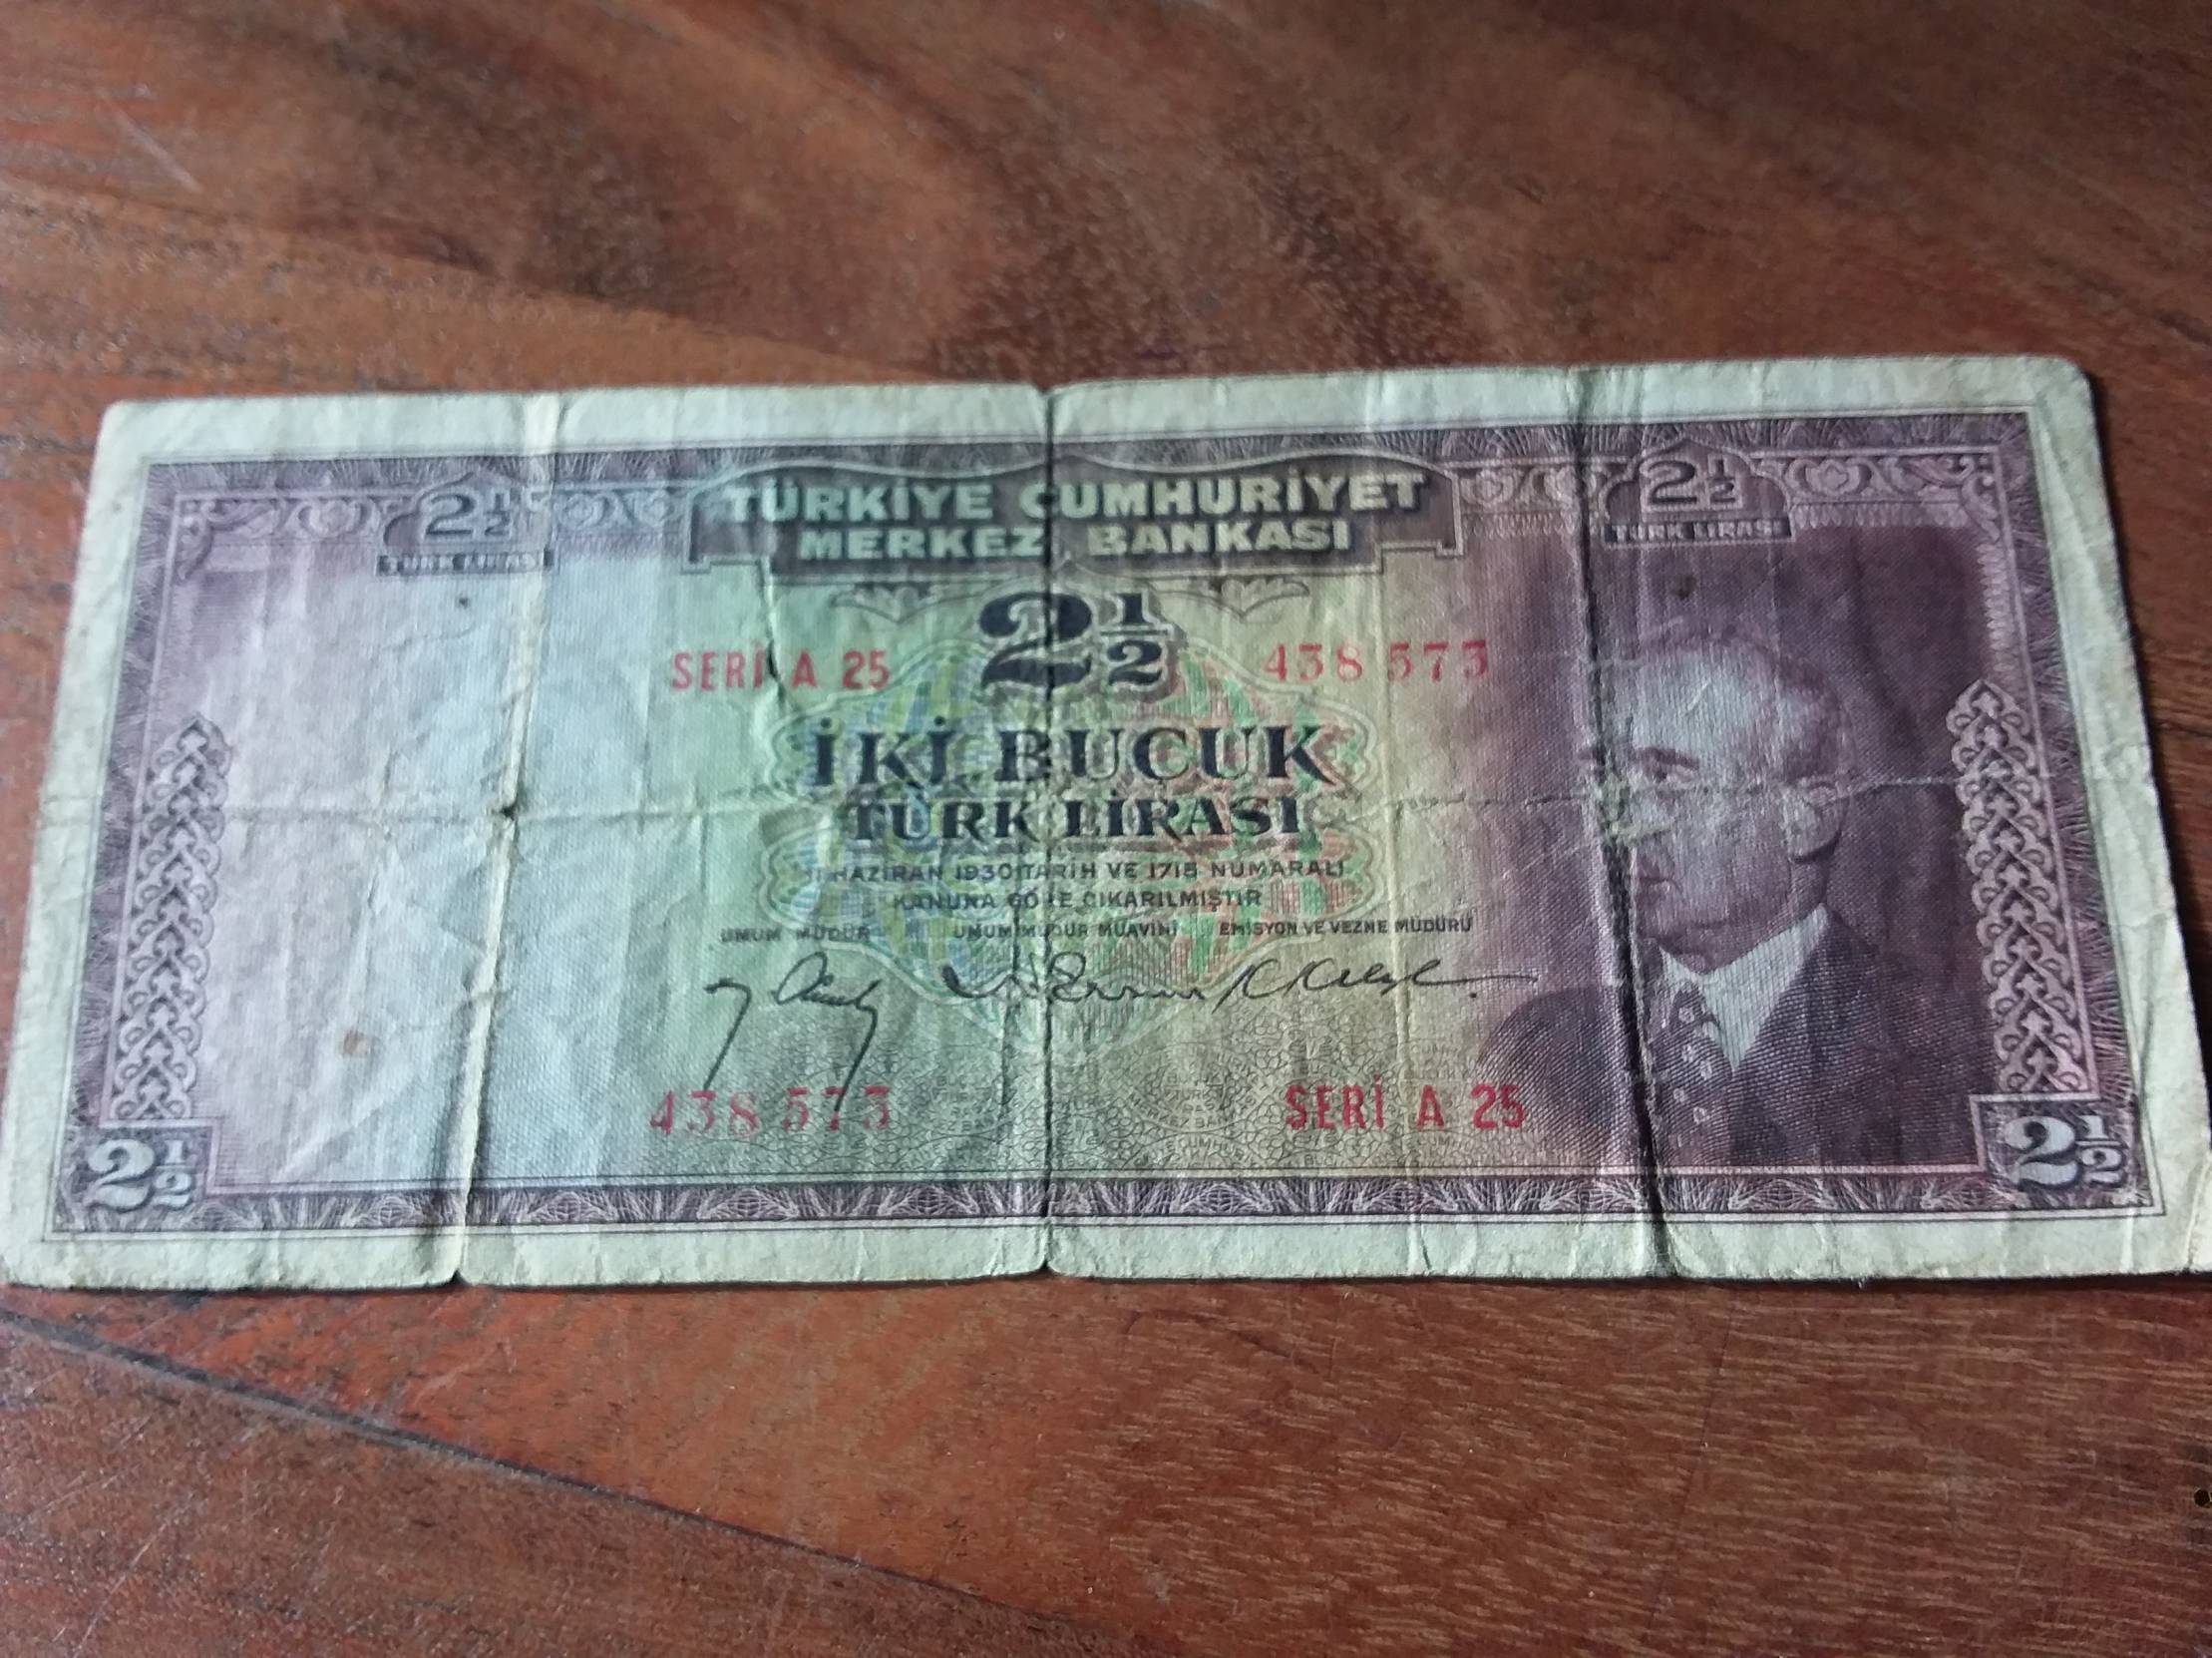 2½ TÜRKİYE CUMHURİYET 2½
TÜRK LİRASI MERKEZ BANKASI TÜRK LİRASI
2½
SERİ A 25 438 573
İKİ BUÇUK
TÜRK LİRASI
HAZİRAN 1930 TARİH VE 1715 NUMARALI
KANUNA GÖRE ÇIKARILMIŞTIR
UMUM MÜDÜR UMUM MÜDÜR MUAVİNİ EMİSYON VE VEZNE MÜDÜRÜ
438 573 SERİ A 25
2½ 2½